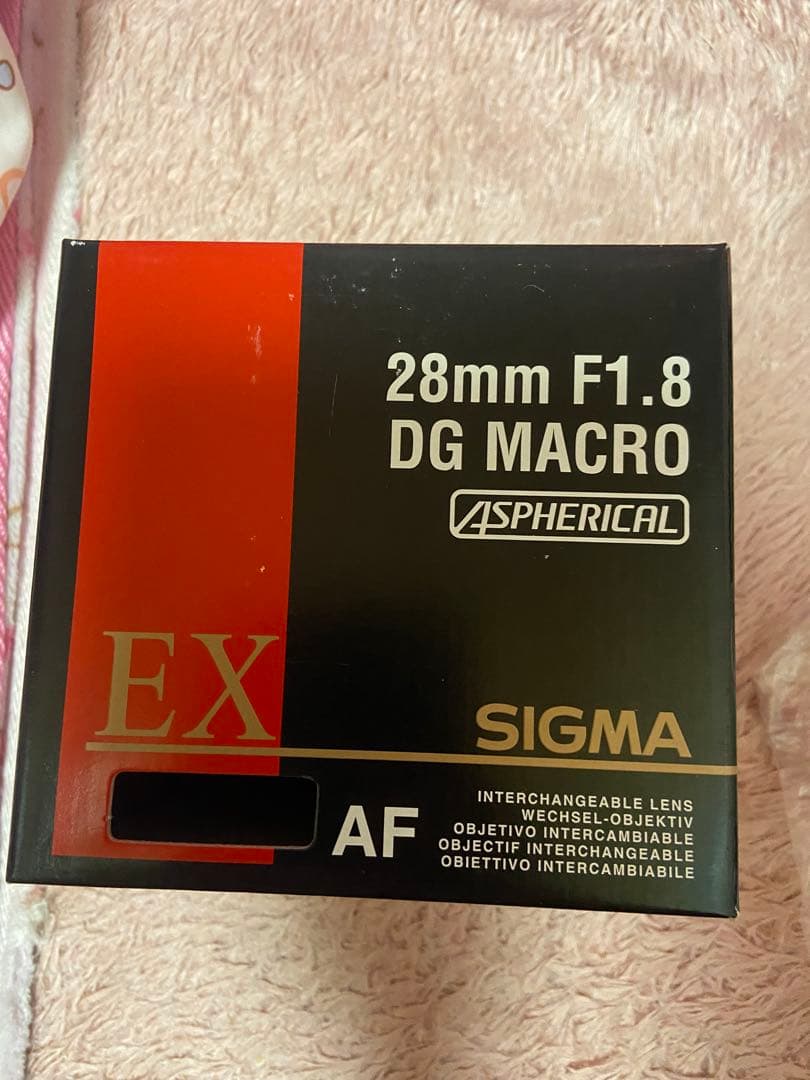 28mm F1.8
DG MACRO
ASPHERICAL
EX
SIGMA
AF
INTERCHANGEABLE LENS
WECHSEL-OBJEKTIV
OBJETIVO INTERCAMBIABLE
OBJECTIF INTERCHANGEABLE
OBIETTIVO INTERCAMBIABILE